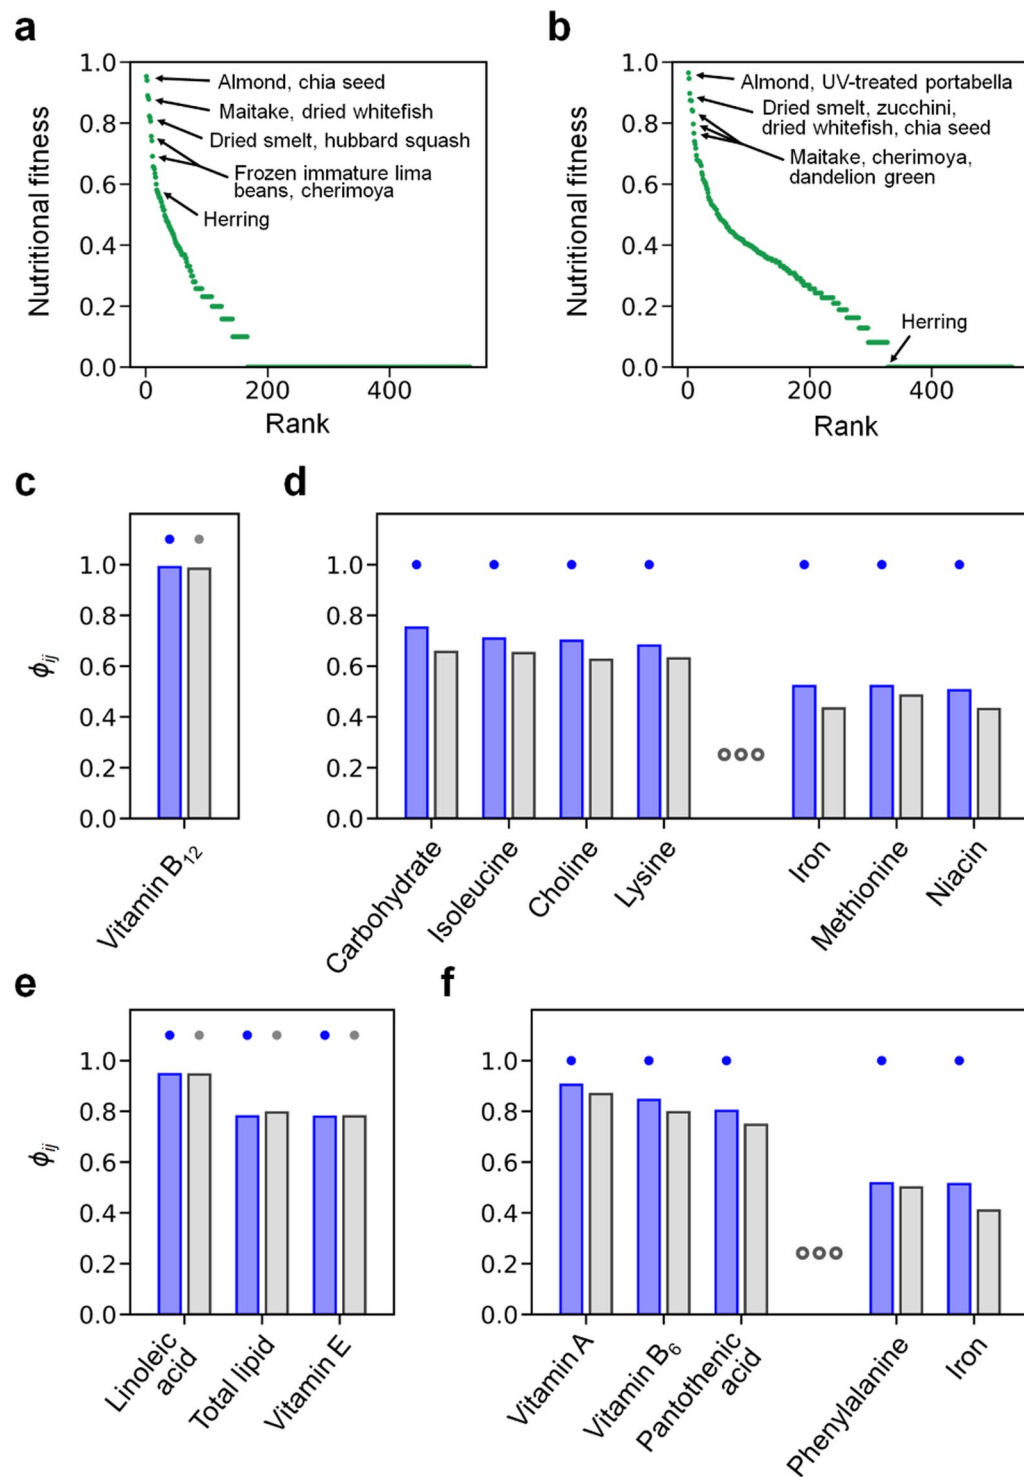 a
1.0
0.8
0.6
0.4
0.2
0.0
Nutritional fitness
Almond, chia seed
Maitake, dried whitefish
Dried smelt, hubbard squash
Frozen immature lima
beans, cherimoya
Herring
0 200 400
Rank
b
1.0
0.8
0.6
0.4
0.2
0.0
Nutritional fitness
Almond, UV-treated portabella
Dried smelt, zucchini,
dried whitefish, chia seed
Maitake, cherimoya,
dandelion green
Herring
0 200 400
Rank
c
1.0
0.8
0.6
0.4
0.2
0.0
ϕij
Vitamin B12
d
1.0
0.8
0.6
0.4
0.2
0.0
Carbohydrate
Isoleucine
Choline
Lysine
Iron
Methionine
Niacin
e
1.0
0.8
0.6
0.4
0.2
0.0
ϕij
Linoleic
acid
Total lipid
Vitamin E
f
1.0
0.8
0.6
0.4
0.2
0.0
Vitamin A
Vitamin B6
Pantothenic
acid
Phenylalanine
Iron